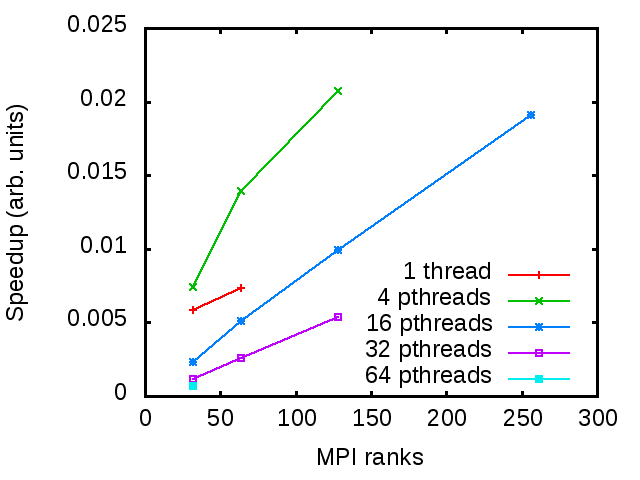 0.025
0.02
0.015
0.01
0.005
0
Speedup (arb. units)
1 thread
4 pthreads
16 pthreads
32 pthreads
64 pthreads
0 50 100 150 200 250 300
MPI ranks